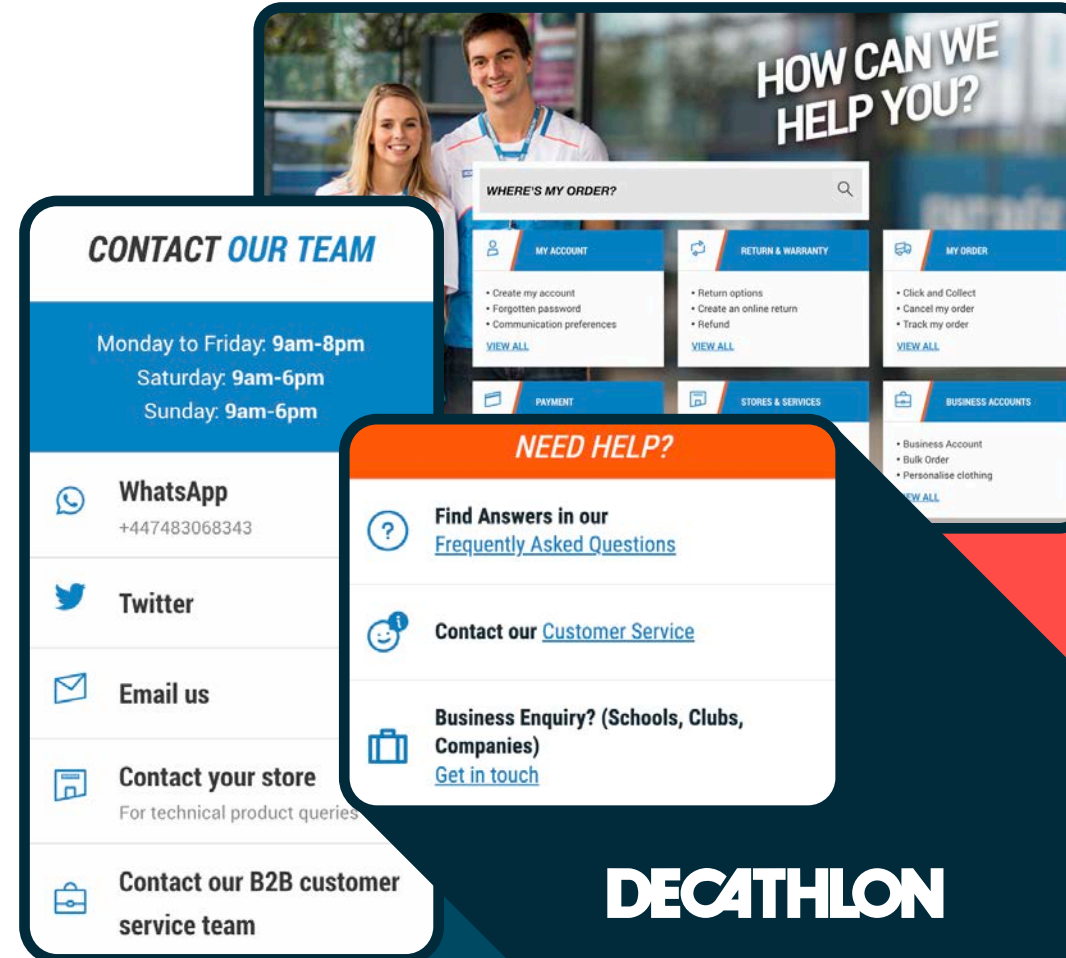 HOW CAN WE
HELP YOU?
WHERE'S MY ORDER?
MY ACCOUNT
• Create my account
• Forgotten password
• Communication preferences
VIEW ALL
RETURN & WARRANTY
• Return options
• Create an online return
• Refund
VIEW ALL
MY ORDER
• Click and Collect
• Cancel my order
• Track my order
VIEW ALL
PAYMENT
STORES & SERVICES
BUSINESS ACCOUNTS
• Business Account
• Bulk Order
• Personalise clothing
CONTACT OUR TEAM
Monday to Friday: 9am-8pm
Saturday: 9am-6pm
Sunday: 9am-6pm
WhatsApp
+447483068343
Twitter
Email us
Contact your store
For technical product queries
Contact our B2B customer
service team
NEED HELP?
Find Answers in our
Frequently Asked Questions
Contact our Customer Service
Business Enquiry? (Schools, Clubs,
Companies)
Get in touch
DECATHLON